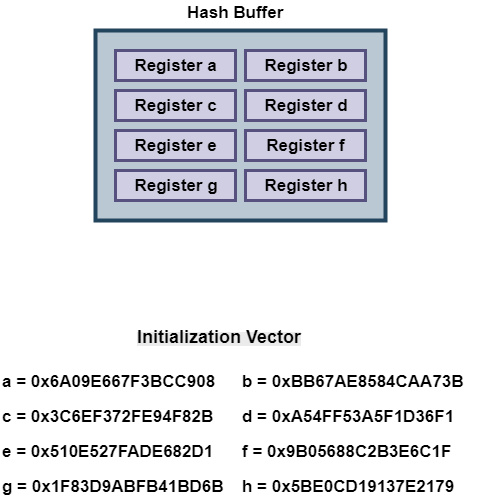 Hash Buffer
Register a Register b
Register c Register d
Register e Register f
Register g Register h
Initialization Vector
a = 0x6A09E667F3BCC908 b = 0xBB67AE8584CAA73B
c = 0x3C6EF372FE94F82B d = 0xA54FF53A5F1D36F1
e = 0x510E527FADE682D1 f = 0x9B05688C2B3E6C1F
g = 0x1F83D9ABFB41BD6B h = 0x5BE0CD19137E2179